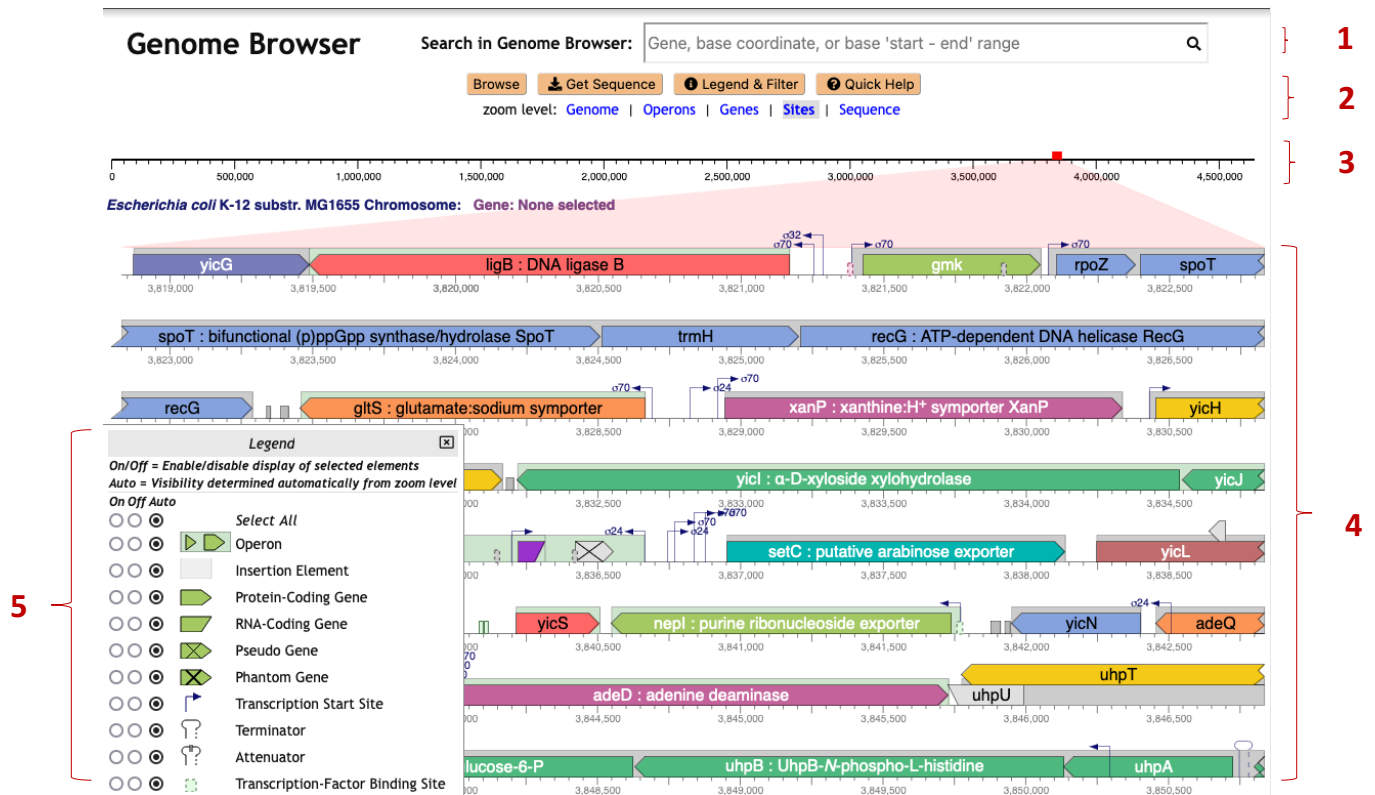 Genome Browser Search in Genome Browser: Gene, base coordinate, or base 'start - end' range 1
Browse Get Sequence Legend & Filter Quick Help 2
zoom level: Genome | Operons | Genes | Sites | Sequence
3
0 500,000 1,000,000 1,500,000 2,000,000 2,500,000 3,000,000 3,500,000 4,000,000 4,500,000
Escherichia coli K-12 substr. MG1655 Chromosome: Gene: None selected
σ32
σ70 σ70 σ70
yicG ligB : DNA ligase B gmk rpoZ spoT
3,819,000 3,819,500 3,820,000 3,820,500 3,821,000 3,821,500 3,822,000 3,822,500
spoT : bifunctional (p)ppGpp synthase/hydrolase SpoT trmH recG : ATP-dependent DNA helicase RecG
3,823,000 3,823,500 3,824,000 3,824,500 3,825,000 3,825,500 3,826,000 3,826,500
σ70
σ70 σ24
recG gltS : glutamate:sodium symporter xanP : xanthine:H⁺ symporter XanP yicH
000 3,828,500 3,829,000 3,829,500 3,830,000 3,830,500
yicI : α-D-xyloside xylohydrolase yicJ
000 3,832,500 3,833,000 3,833,500 3,834,000 3,834,500
σ70
σ70
σ24 σ24
setC : putative arabinose exporter yicL
000 3,836,500 3,837,000 3,837,500 3,838,000 3,838,500
4
σ24
yicS nepI : purine ribonucleoside exporter yicN adeQ
000 3,840,500 3,841,000 3,841,500 3,842,000 3,842,500
70
uhpT
adeD : adenine deaminase uhpU
000 3,844,500 3,845,000 3,845,500 3,846,000 3,846,500
lucose-6-P uhpB : UhpB-N-phospho-L-histidine uhpA
000 3,848,500 3,849,000 3,849,500 3,850,000 3,850,500
5
Legend
On/Off = Enable/disable display of selected elements
Auto = Visibility determined automatically from zoom level
On Off Auto
Select All
Operon
Insertion Element
Protein-Coding Gene
RNA-Coding Gene
Pseudo Gene
Phantom Gene
Transcription Start Site
Terminator
Attenuator
Transcription-Factor Binding Site